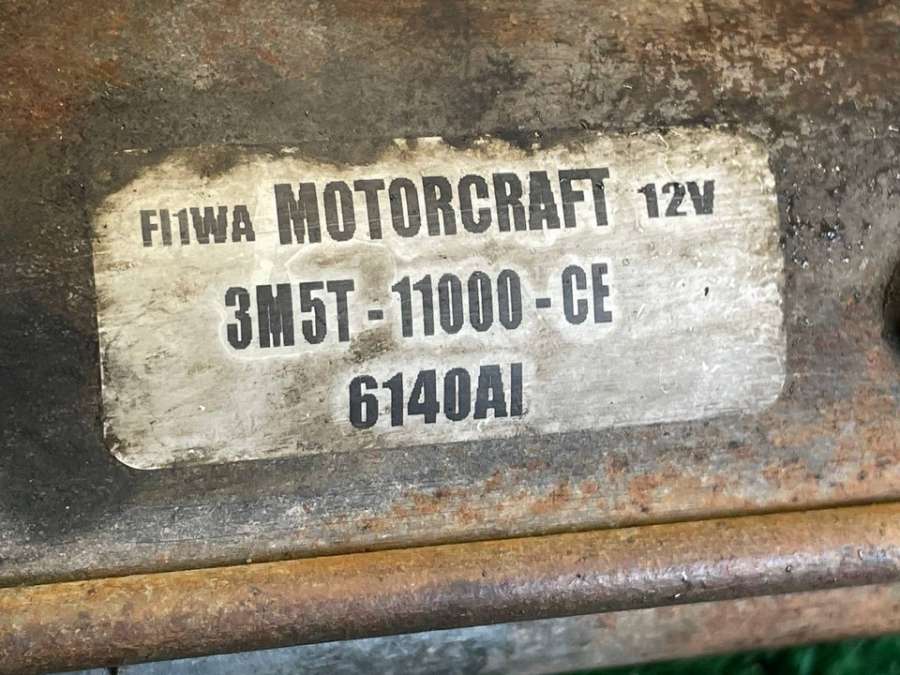 FI1WA MOTORCRAFT 12V
3M5T - 11000 - CE
6140AI